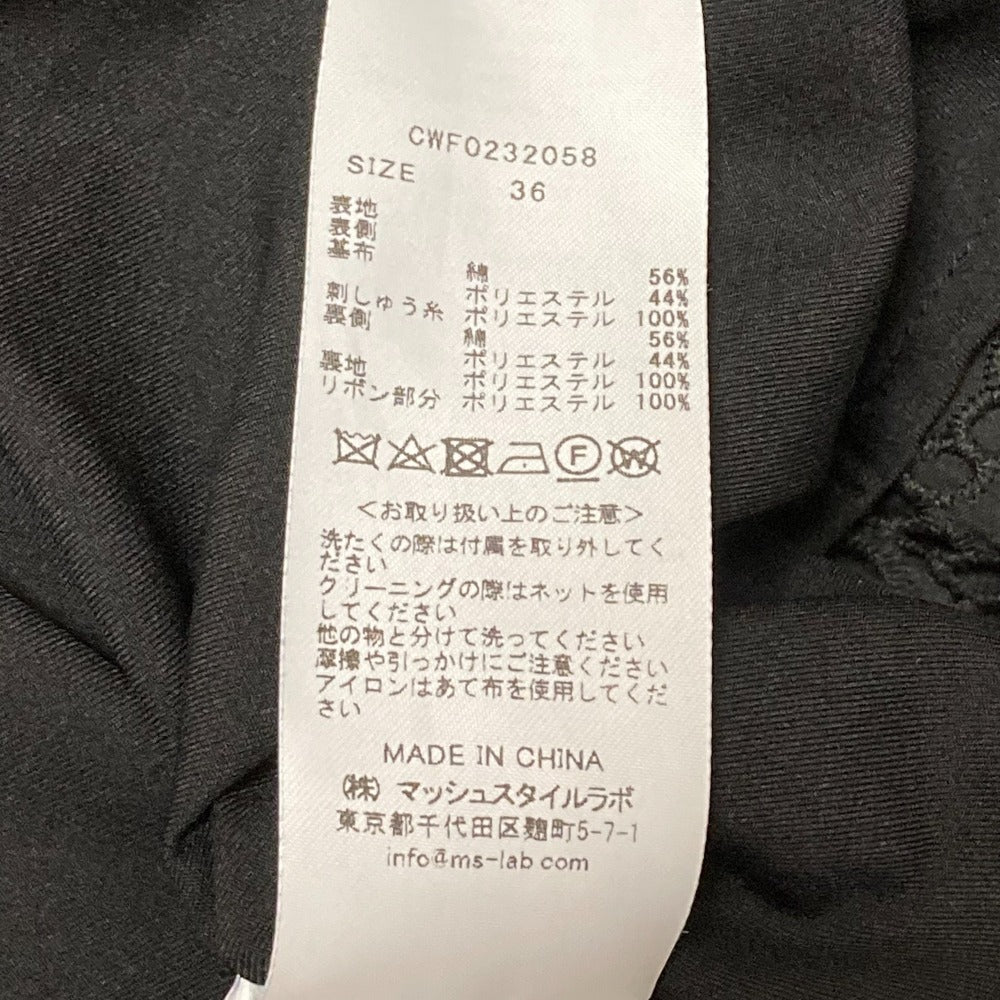 CWFO232058
SIZE 36
表地
表側
基布
綿 56%
ポリエステル 44%
刺しゅう糸 ポリエステル 100%
裏側 綿 56%
ポリエステル 44%
裏地 ポリエステル 100%
リボン部分 ポリエステル 100%
F W
<お取り扱い上のご注意>
洗たくの際は付属を取り外してく
ださい
クリーニングの際はネットを使用
してください
他の物と分けて洗ってください
摩擦や引っかけにご注意ください
アイロンはあて布を使用してくだ
さい
MADE IN CHINA
(株) マッシュスタイルラボ
東京都千代田区麹町5-7-1
info@ms-lab.com